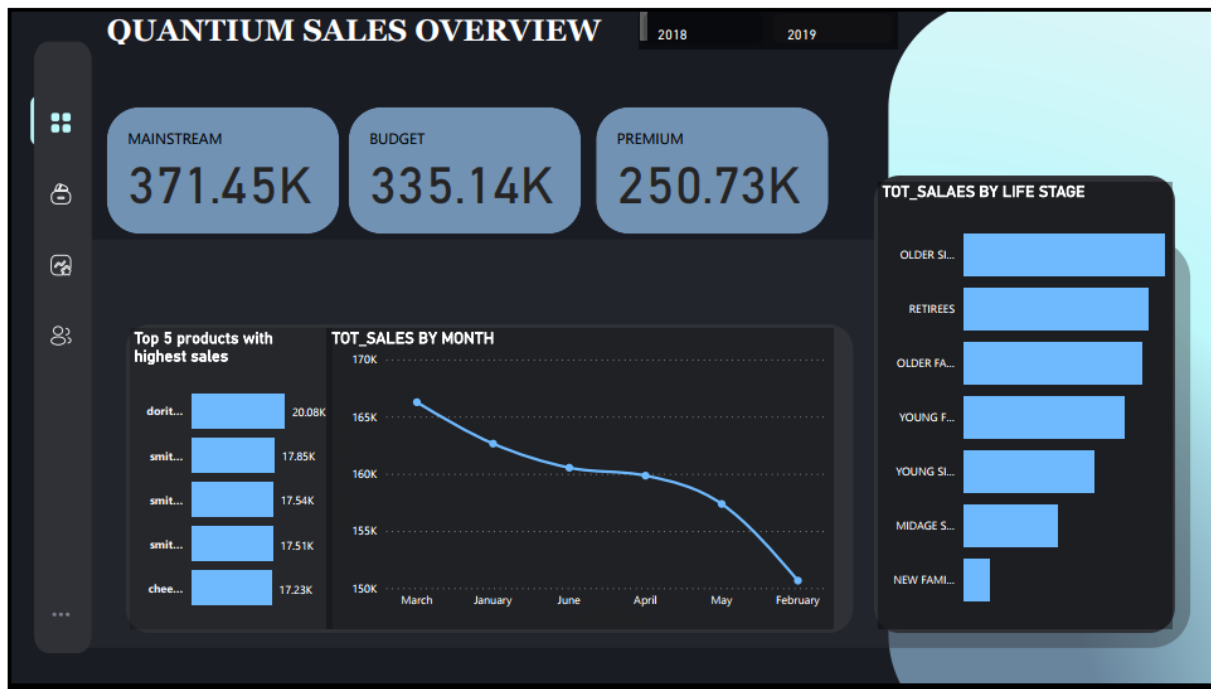 QUANTIUM SALES OVERVIEW
2018
2019
MAINSTREAM
371.45K
BUDGET
335.14K
PREMIUM
250.73K
Top 5 products with
highest sales
dorit...
20.08K
smit...
17.85K
smit...
17.54K
smit...
17.51K
chee...
17.23K
TOT_SALES BY MONTH
170K
165K
160K
155K
150K
March
January
June
April
May
February
TOT_SALAES BY LIFE STAGE
OLDER SI...
RETIREES
OLDER FA...
YOUNG F...
YOUNG SI...
MIDAGE S...
NEW FAMI...